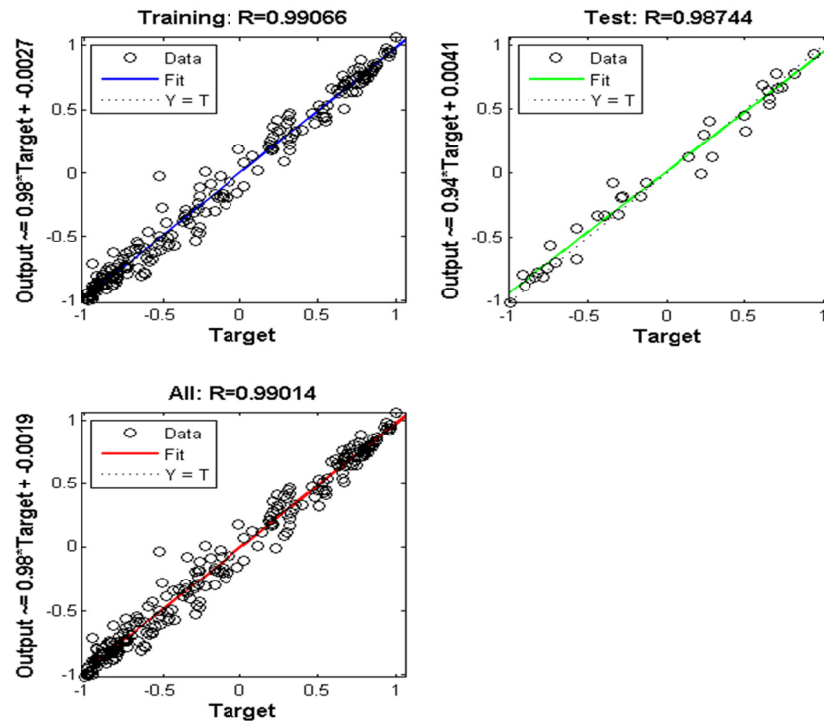 Training: R=0.99066
Output ~= 0.98*Target + -0.0027
1
0.5
0
-0.5
-1
Data
Fit
Y = T
-1
-0.5
0
0.5
1
Target
Test: R=0.98744
Output ~= 0.94*Target + 0.0041
1
0.5
0
-0.5
-1
Data
Fit
Y = T
-1
-0.5
0
0.5
1
Target
All: R=0.99014
Output ~= 0.98*Target + -0.0019
1
0.5
0
-0.5
-1
Data
Fit
Y = T
-1
-0.5
0
0.5
1
Target